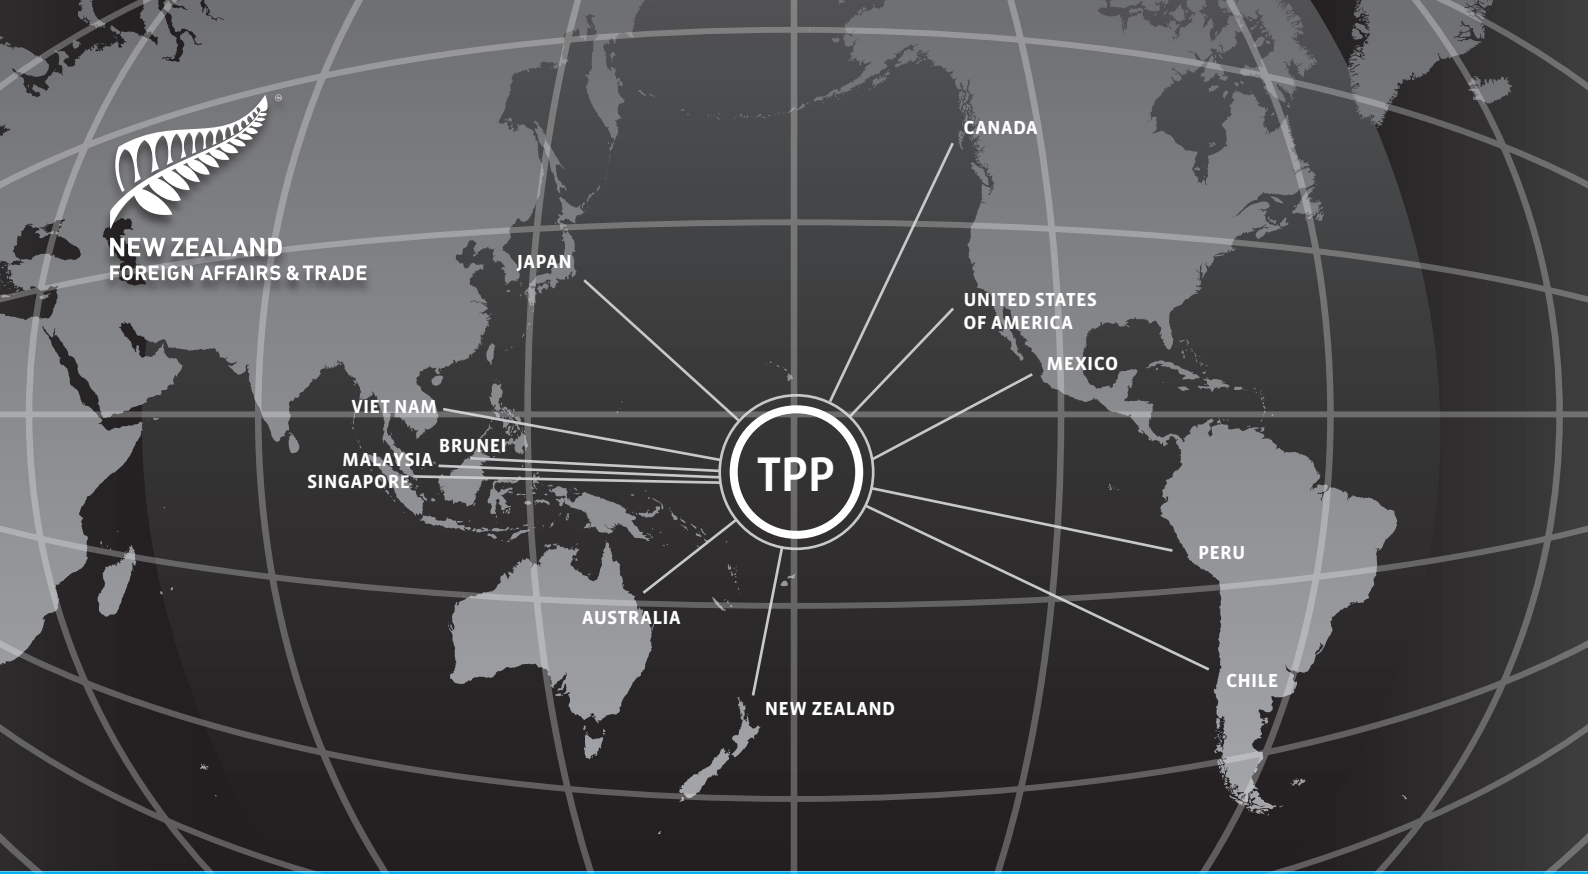 CANADA
NEW ZEALAND
FOREIGN AFFAIRS & TRADE
JAPAN
UNITED STATES
OF AMERICA
MEXICO
VIET NAM
BRUNEI
MALAYSIA
SINGAPORE
TPP
PERU
AUSTRALIA
CHILE
NEW ZEALAND